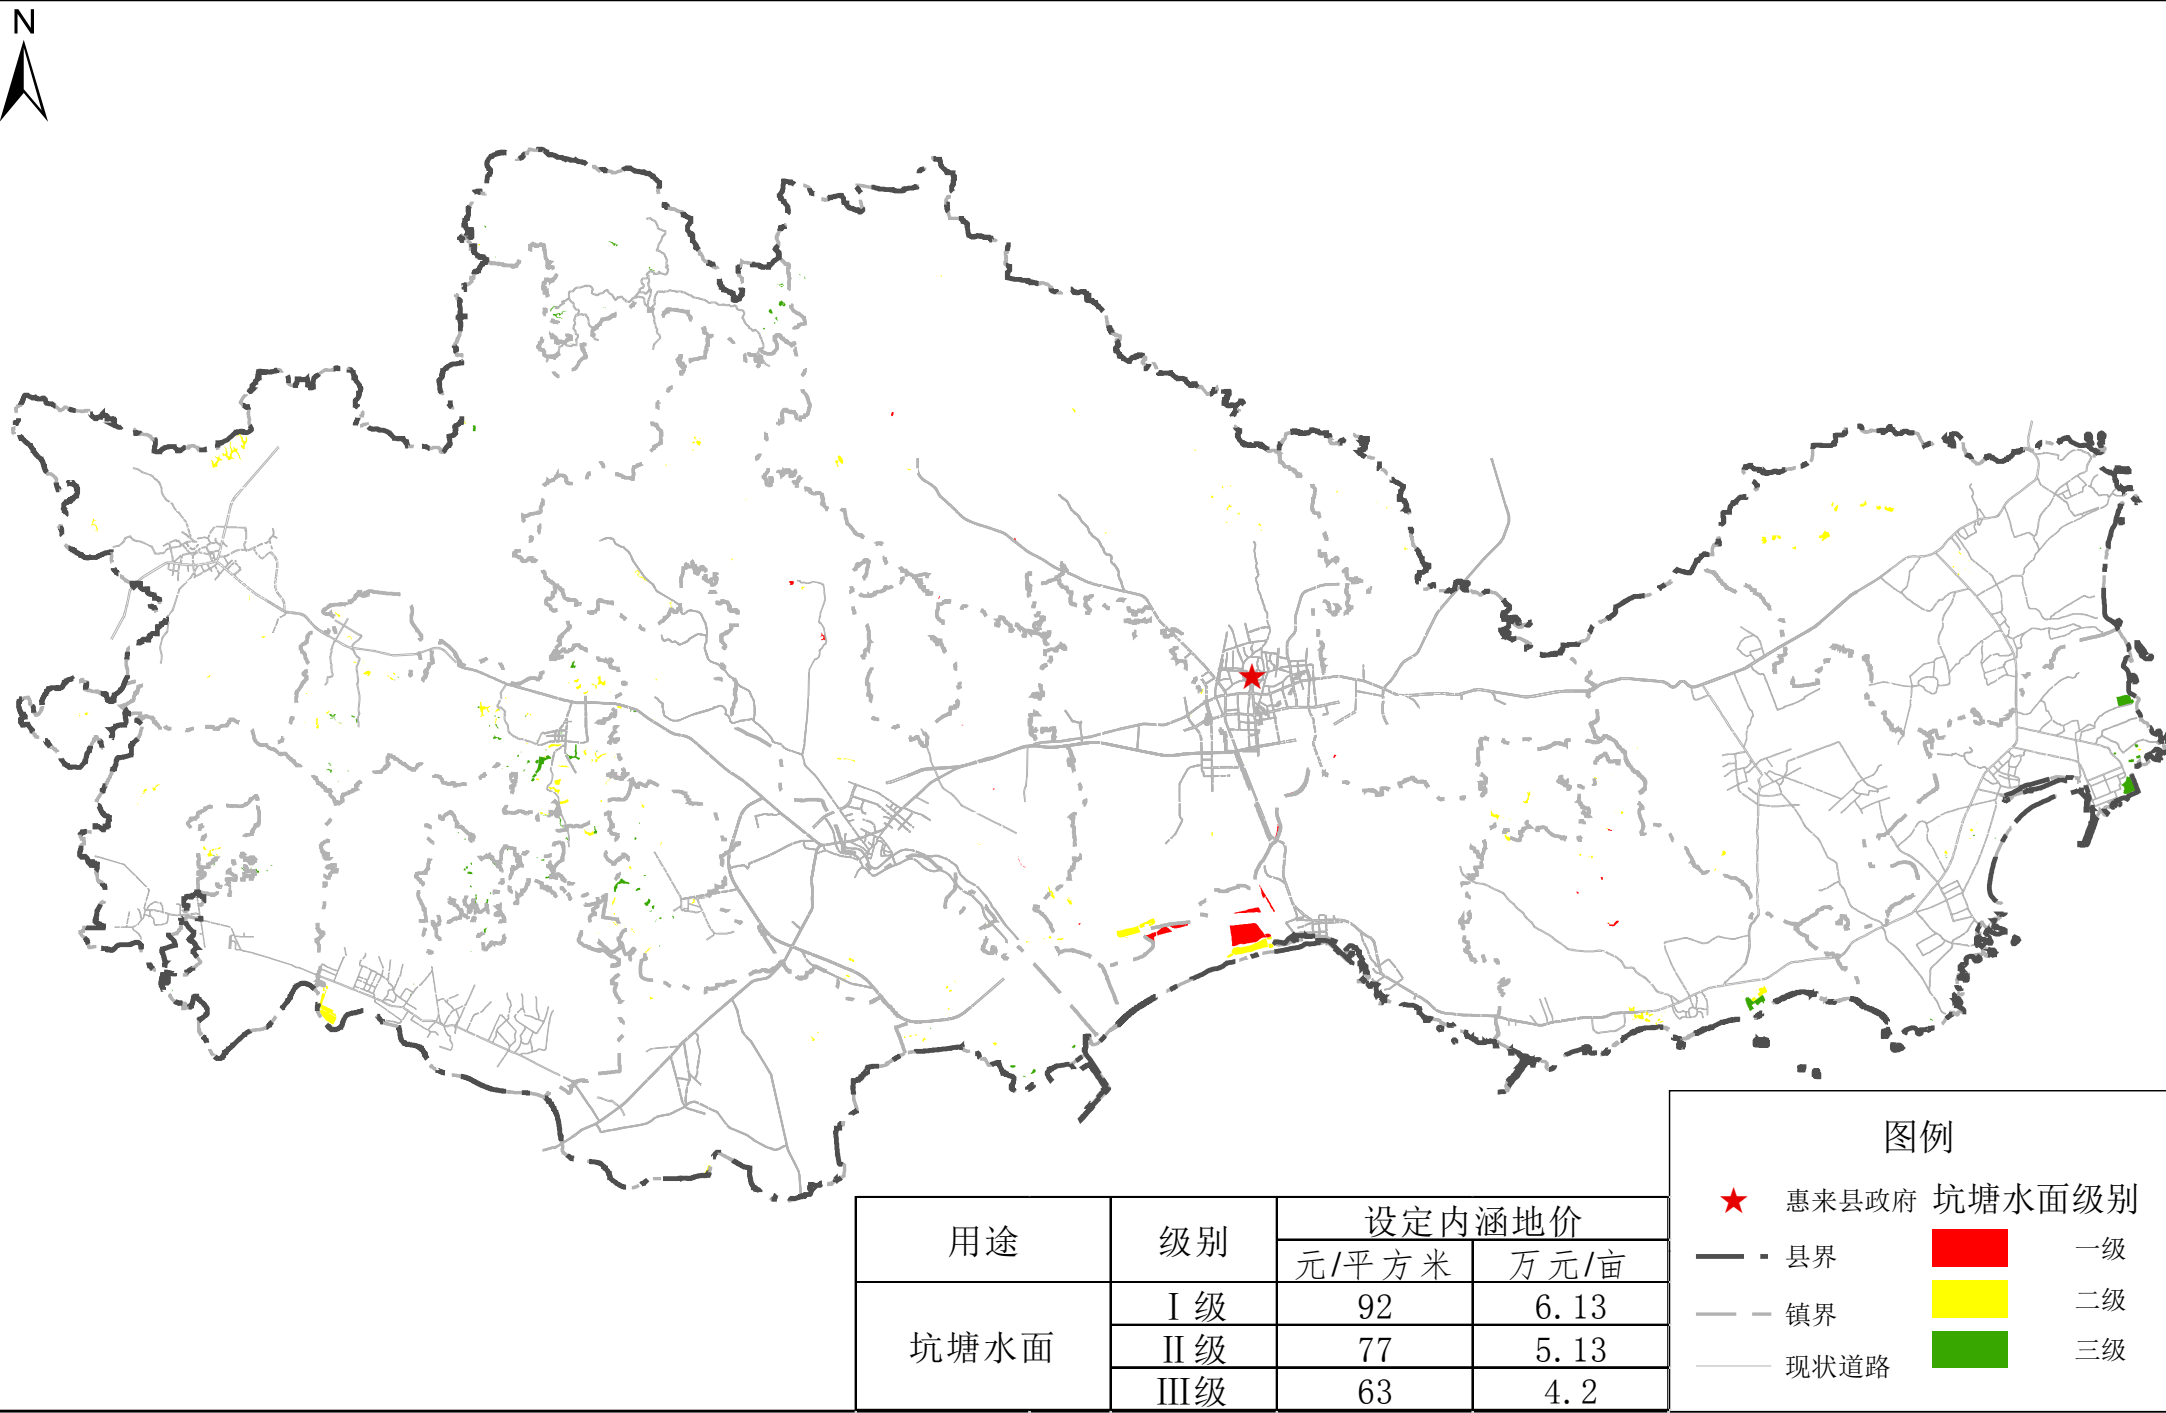 N
用途 级别 设定内涵地价
元/平方米 万元/亩
坑塘水面
Ⅰ级 92 6.13
Ⅱ级 77 5.13
Ⅲ级 63 4.2
图例
惠来县政府
县界
镇界
现状道路
坑塘水面级别
一级
二级
三级